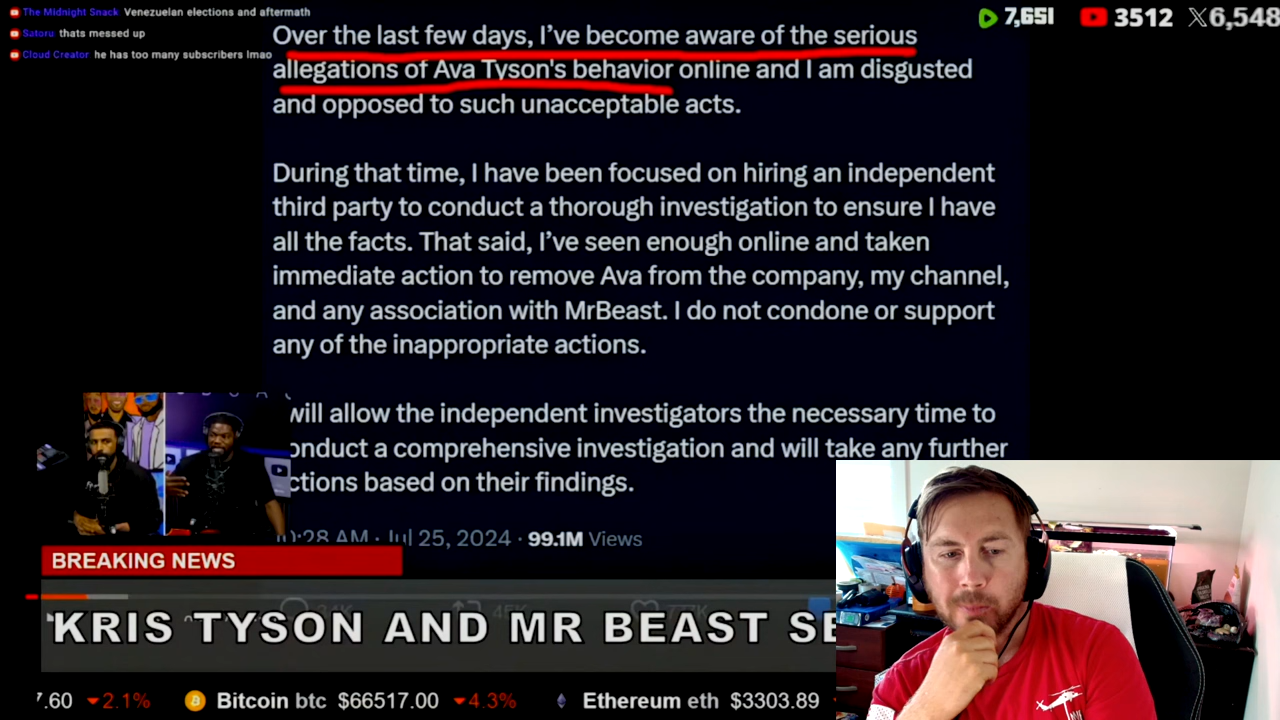 The Midnight Snack Venezuelan elections and aftermath
Satoru thats messed up
Cloud Creator he has too many subscribers lmao
7,651 3512 X6,548
Over the last few days, I've become aware of the serious
allegations of Ava Tyson's behavior online and I am disgusted
and opposed to such unacceptable acts.
During that time, I have been focused on hiring an independent
third party to conduct a thorough investigation to ensure I have
all the facts. That said, I've seen enough online and taken
immediate action to remove Ava from the company, my channel,
and any association with MrBeast. I do not condone or support
any of the inappropriate actions.
will allow the independent investigators the necessary time to
onduct a comprehensive investigation and will take any further
ctions based on their findings.
10:28 AM · Jul 25, 2024 · 99.1M Views
BREAKING NEWS
KRIS TYSON AND MR BEAST SE
7.60 2.1% Bitcoin btc $66517.00 4.3% Ethereum eth $3303.89